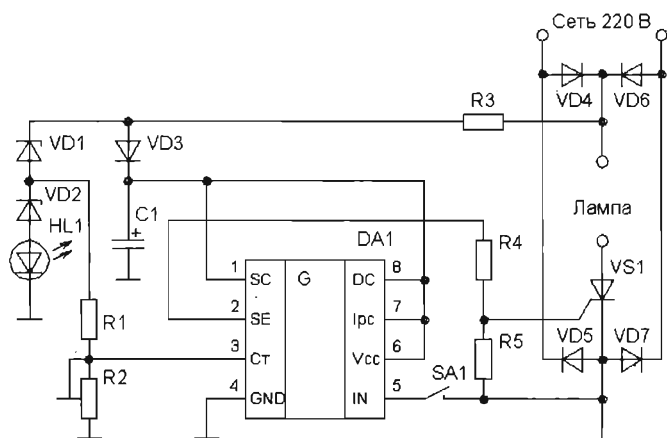 Сеть 220 В
VD4 VD6
R3
VD1 VD3
VD2
HL1
C1
Лампа
DA1
R4
VS1
1 SC G DC 8
2 SE Ipc 7
3 Cт Vcc 6
4 GND IN 5
R1
R2
R5
VD5 VD7
SA1